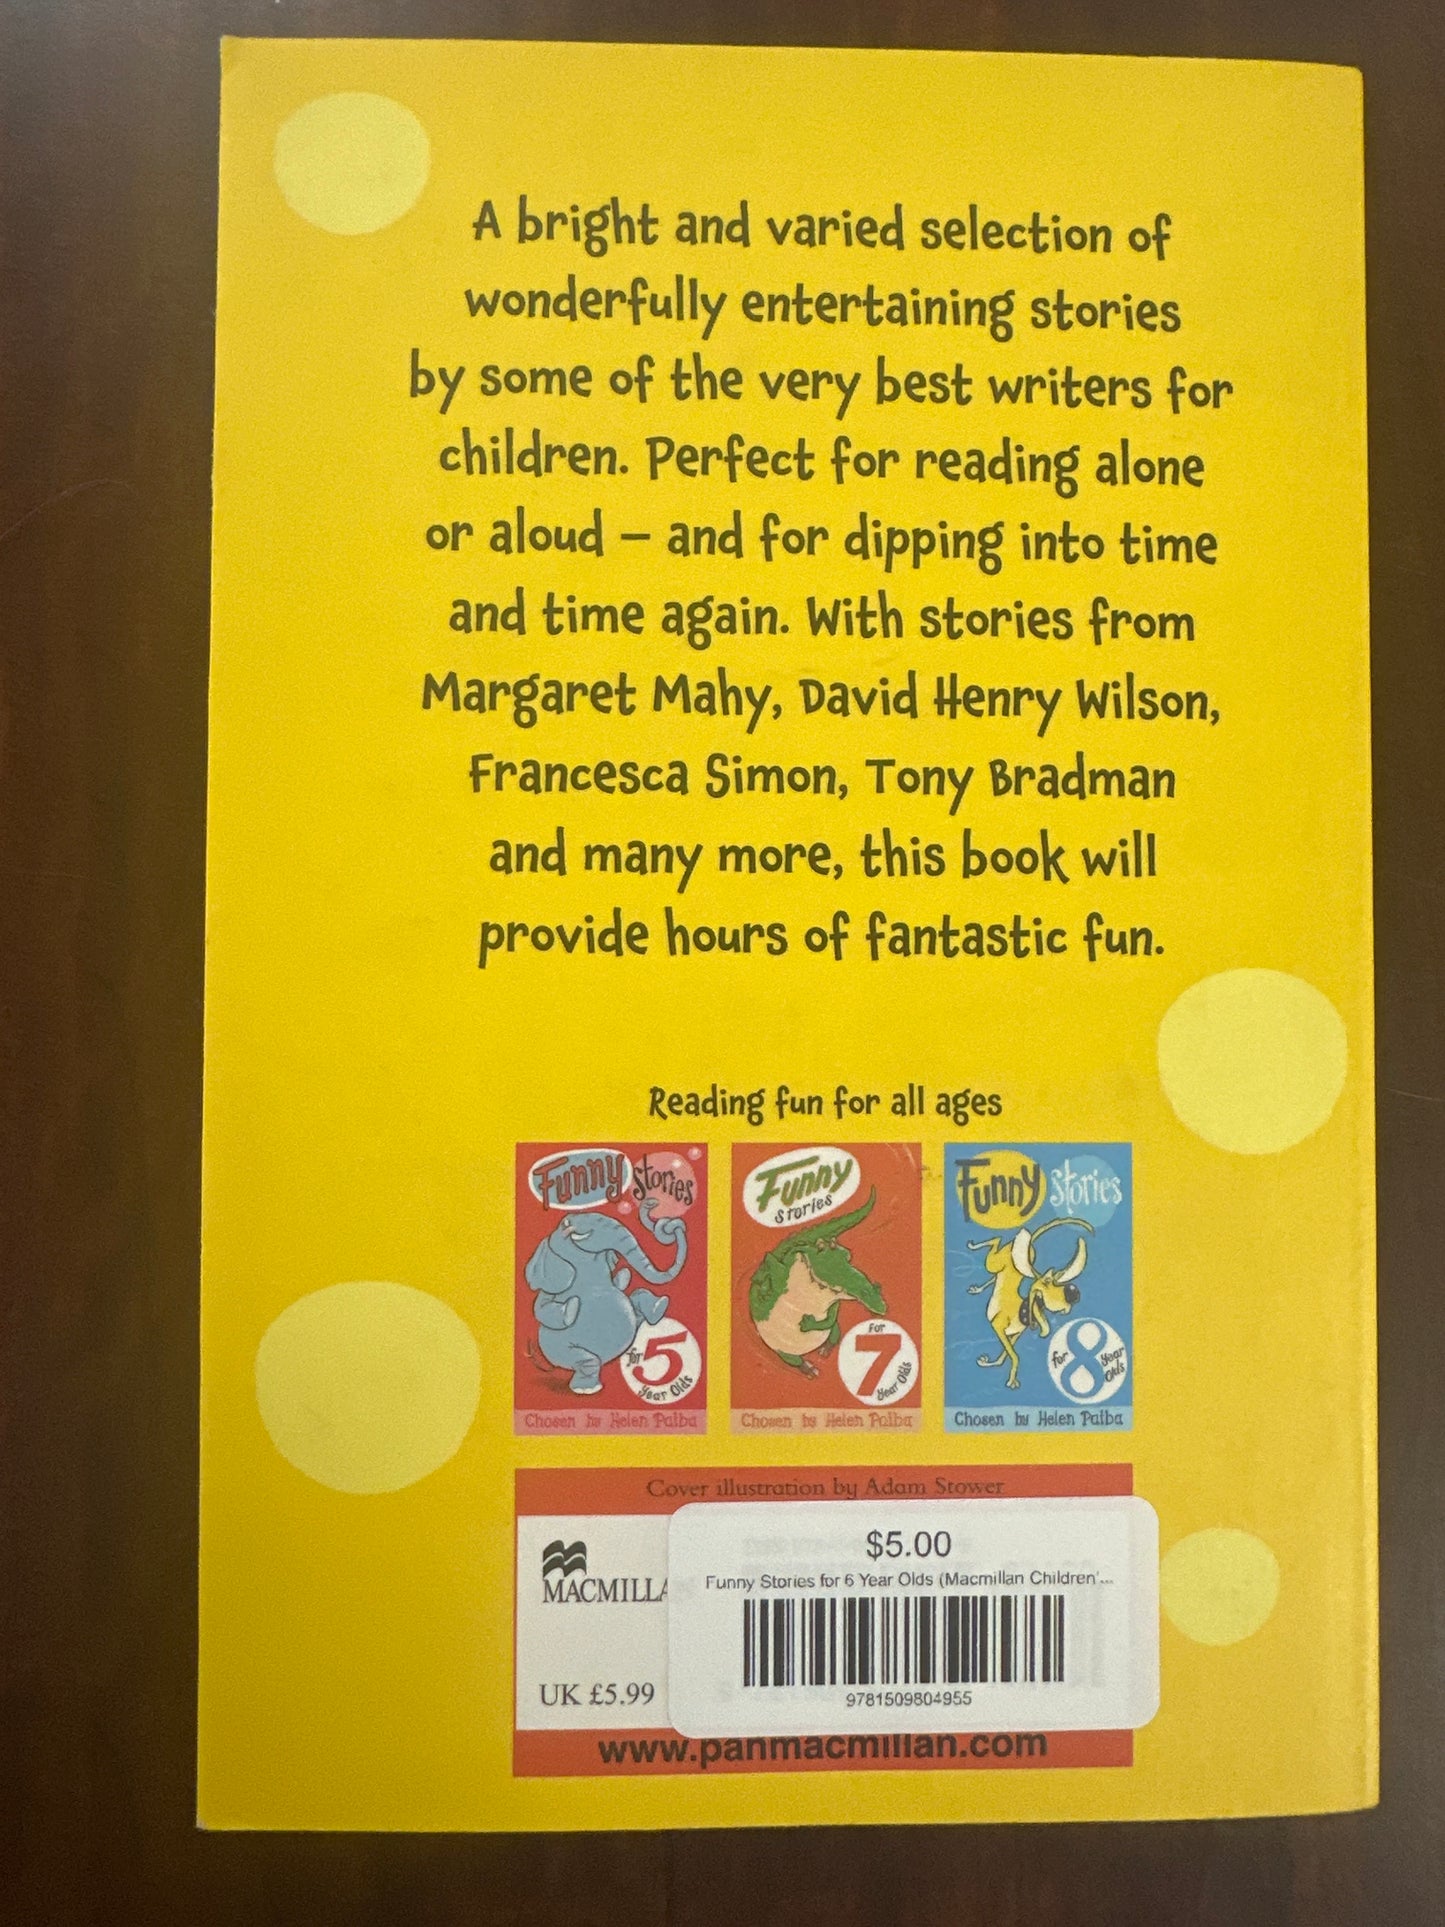 A bright and varied selection of
wonderfully entertaining stories
by some of the very best writers for
children. Perfect for reading alone
or aloud – and for dipping into time
and time again. With stories from
Margaret Mahy, David Henry Wilson,
Francesca Simon, Tony Bradman
and many more, this book will
provide hours of fantastic fun.
Reading fun for all ages
Funny Stories
for 5 Year Olds
Chosen by Helen Paiba
Funny
Stories
For 7 Year Olds
Chosen by Helen Paiba
Funny Stories
for 8 Year Olds
Chosen by Helen Paiba
Cover illustration by Adam Stower
MACMILLA
UK £5.99
$5.00
Funny Stories for 6 Year Olds (Macmillan Children'...
9781509804955
www.panmacmillan.com